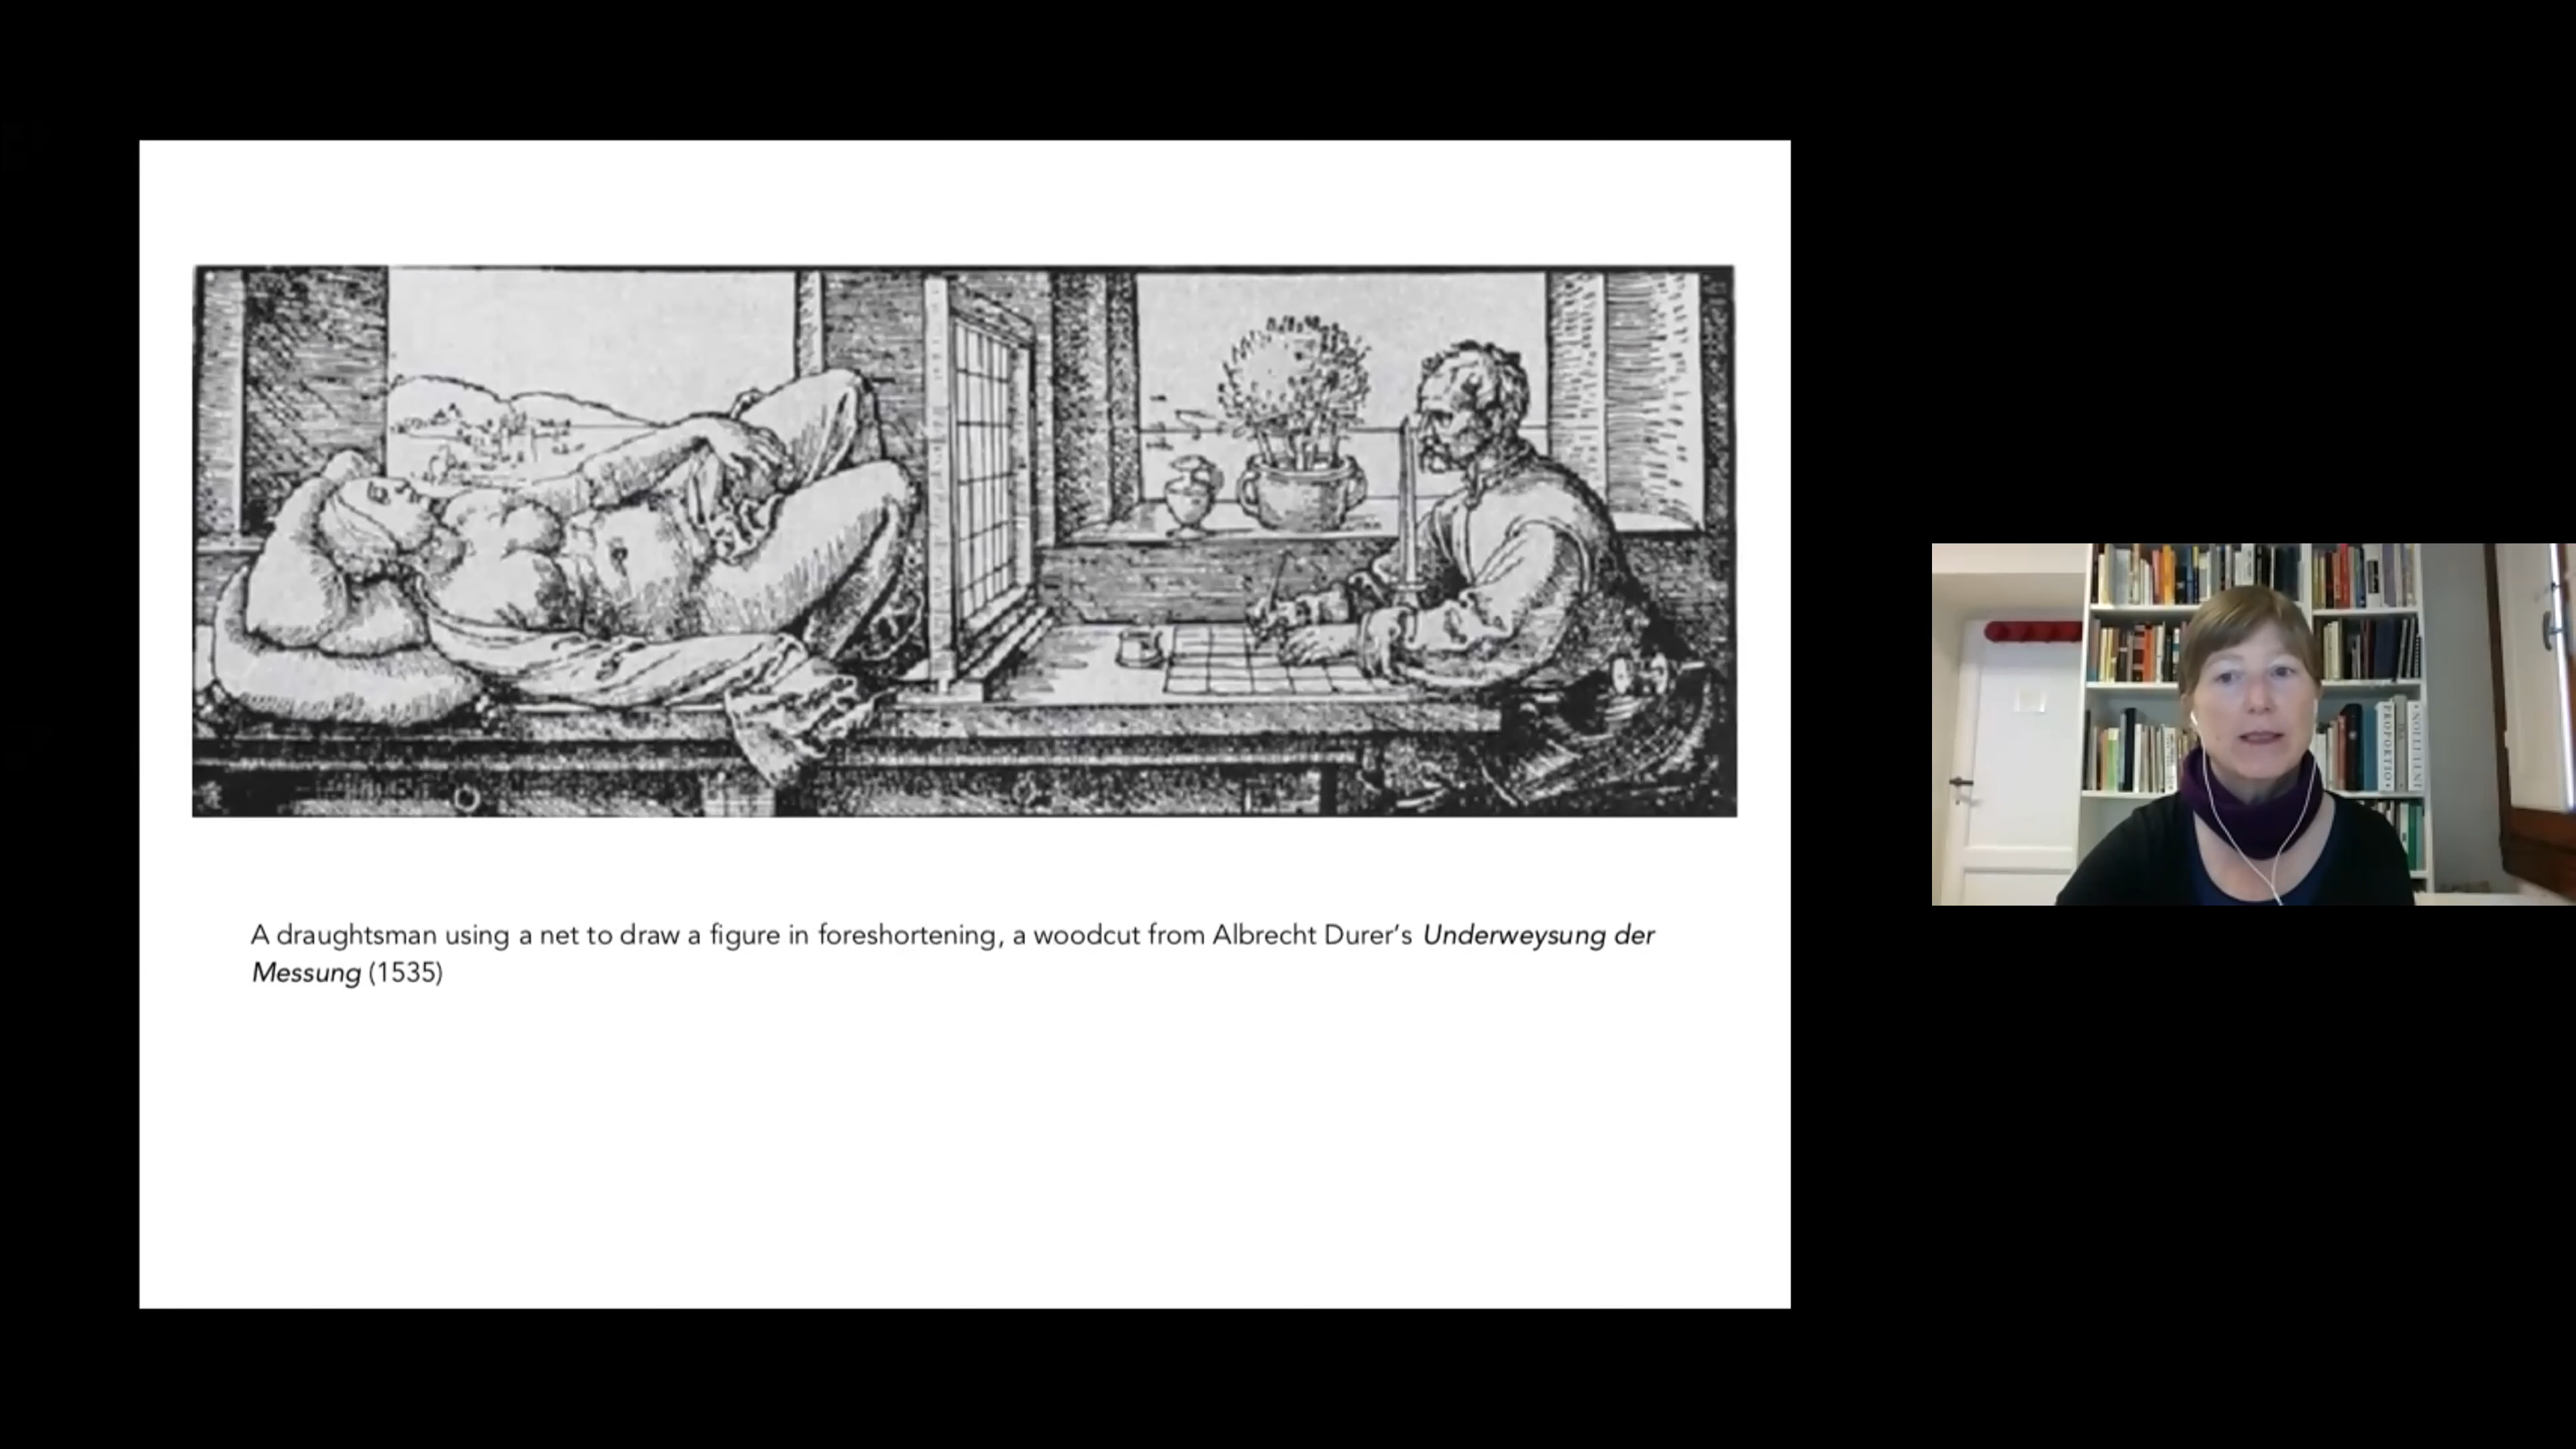 A draughtsman using a net to draw a figure in foreshortening, a woodcut from Albrecht Durer’s Underweysung der
Messung (1535)